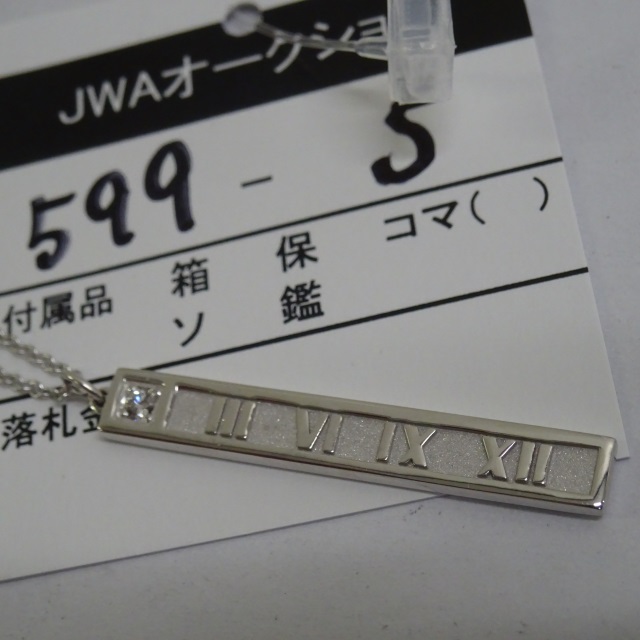 JWAオークショ
599-5
付属品 箱 保 コマ( )
ソ 鑑
落札
III VI IX XII